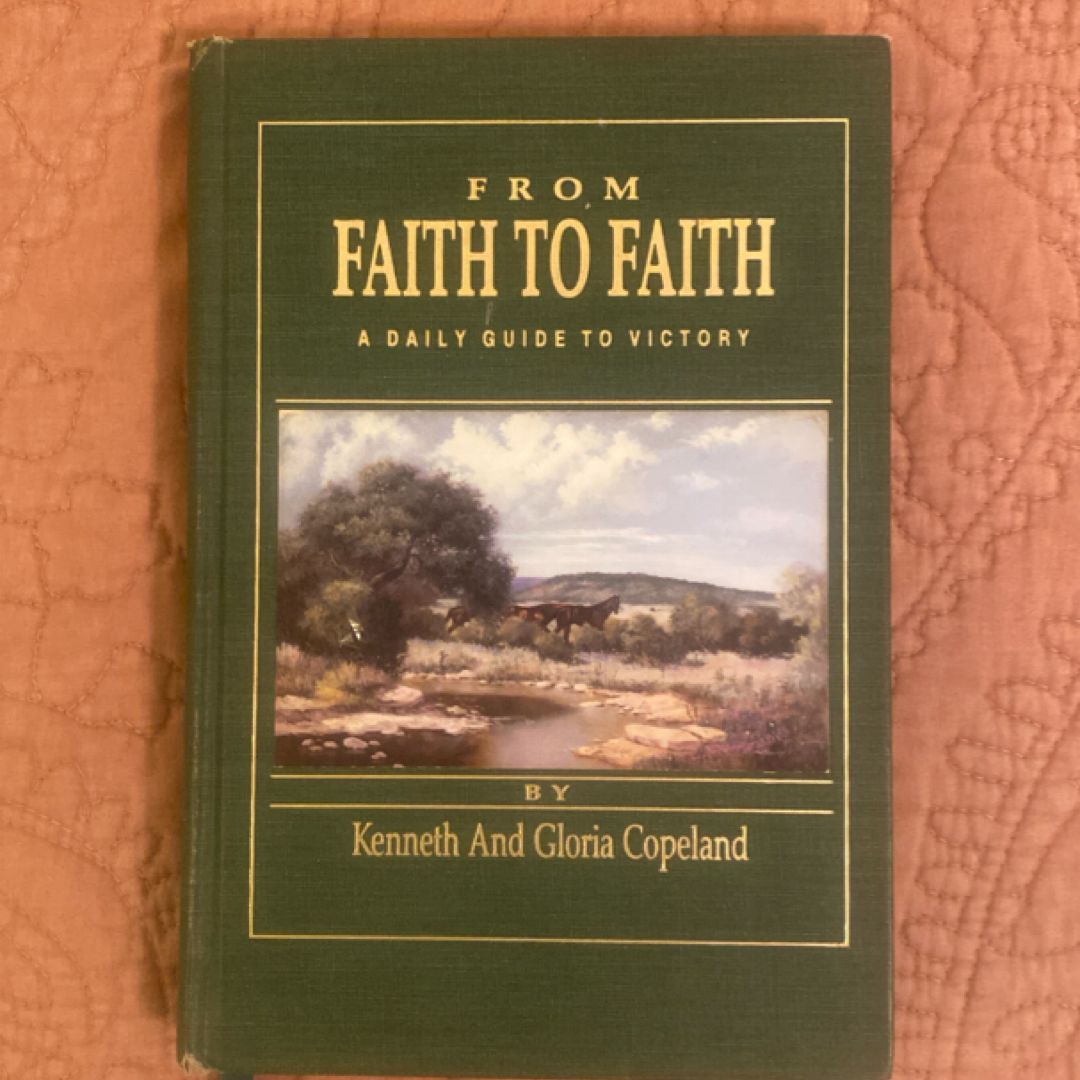 FROM
FAITH TO FAITH
A DAILY GUIDE TO VICTORY
BY
Kenneth And Gloria Copeland